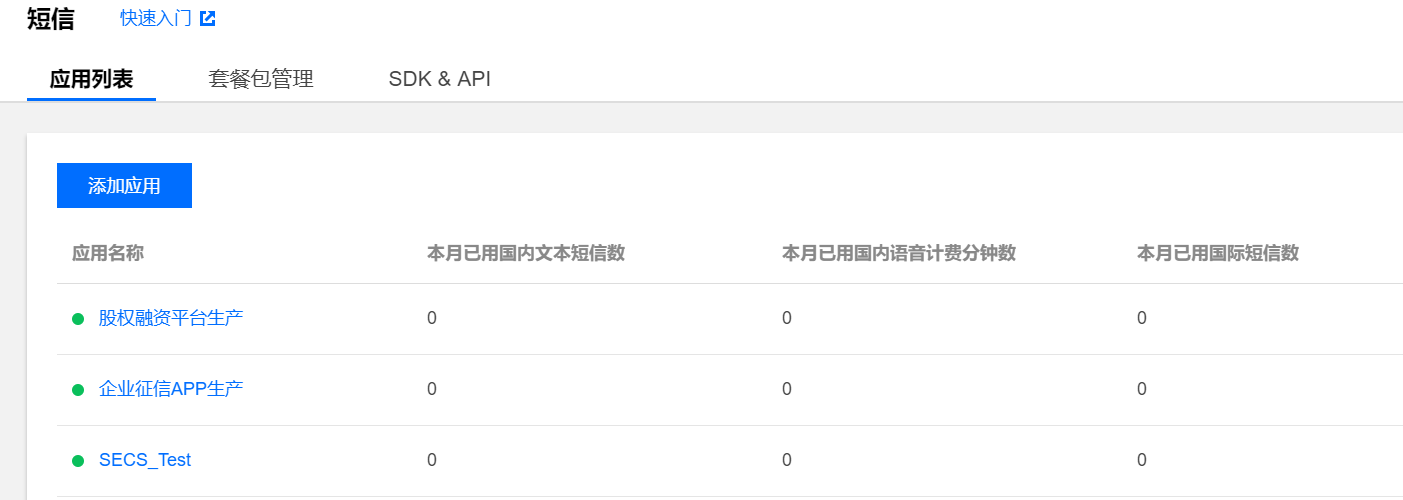 短信 快速入门
应用列表 套餐包管理 SDK & API
添加应用
应用名称 本月已用国内文本短信数 本月已用国内语音计费分钟数 本月已用国际短信数
股权融资平台生产 0 0 0
企业征信APP生产 0 0 0
SECS_Test 0 0 0